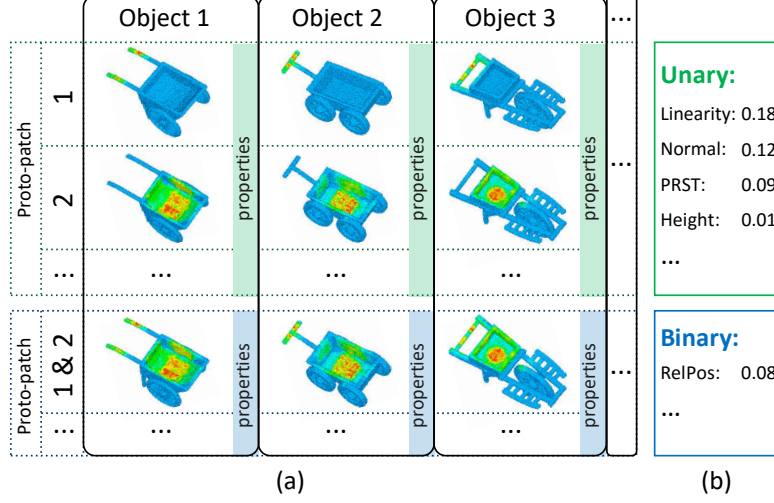 Object 1 Object 2 Object 3 ...
Proto-patch 1 properties properties properties ...
2
... ... ... ...
Proto-patch 1 & 2 properties properties properties ...
... ... ... ...
(a)
Unary:
Linearity: 0.18
Normal: 0.12
PRST: 0.09
Height: 0.01
...
Binary:
RelPos: 0.08
...
(b)